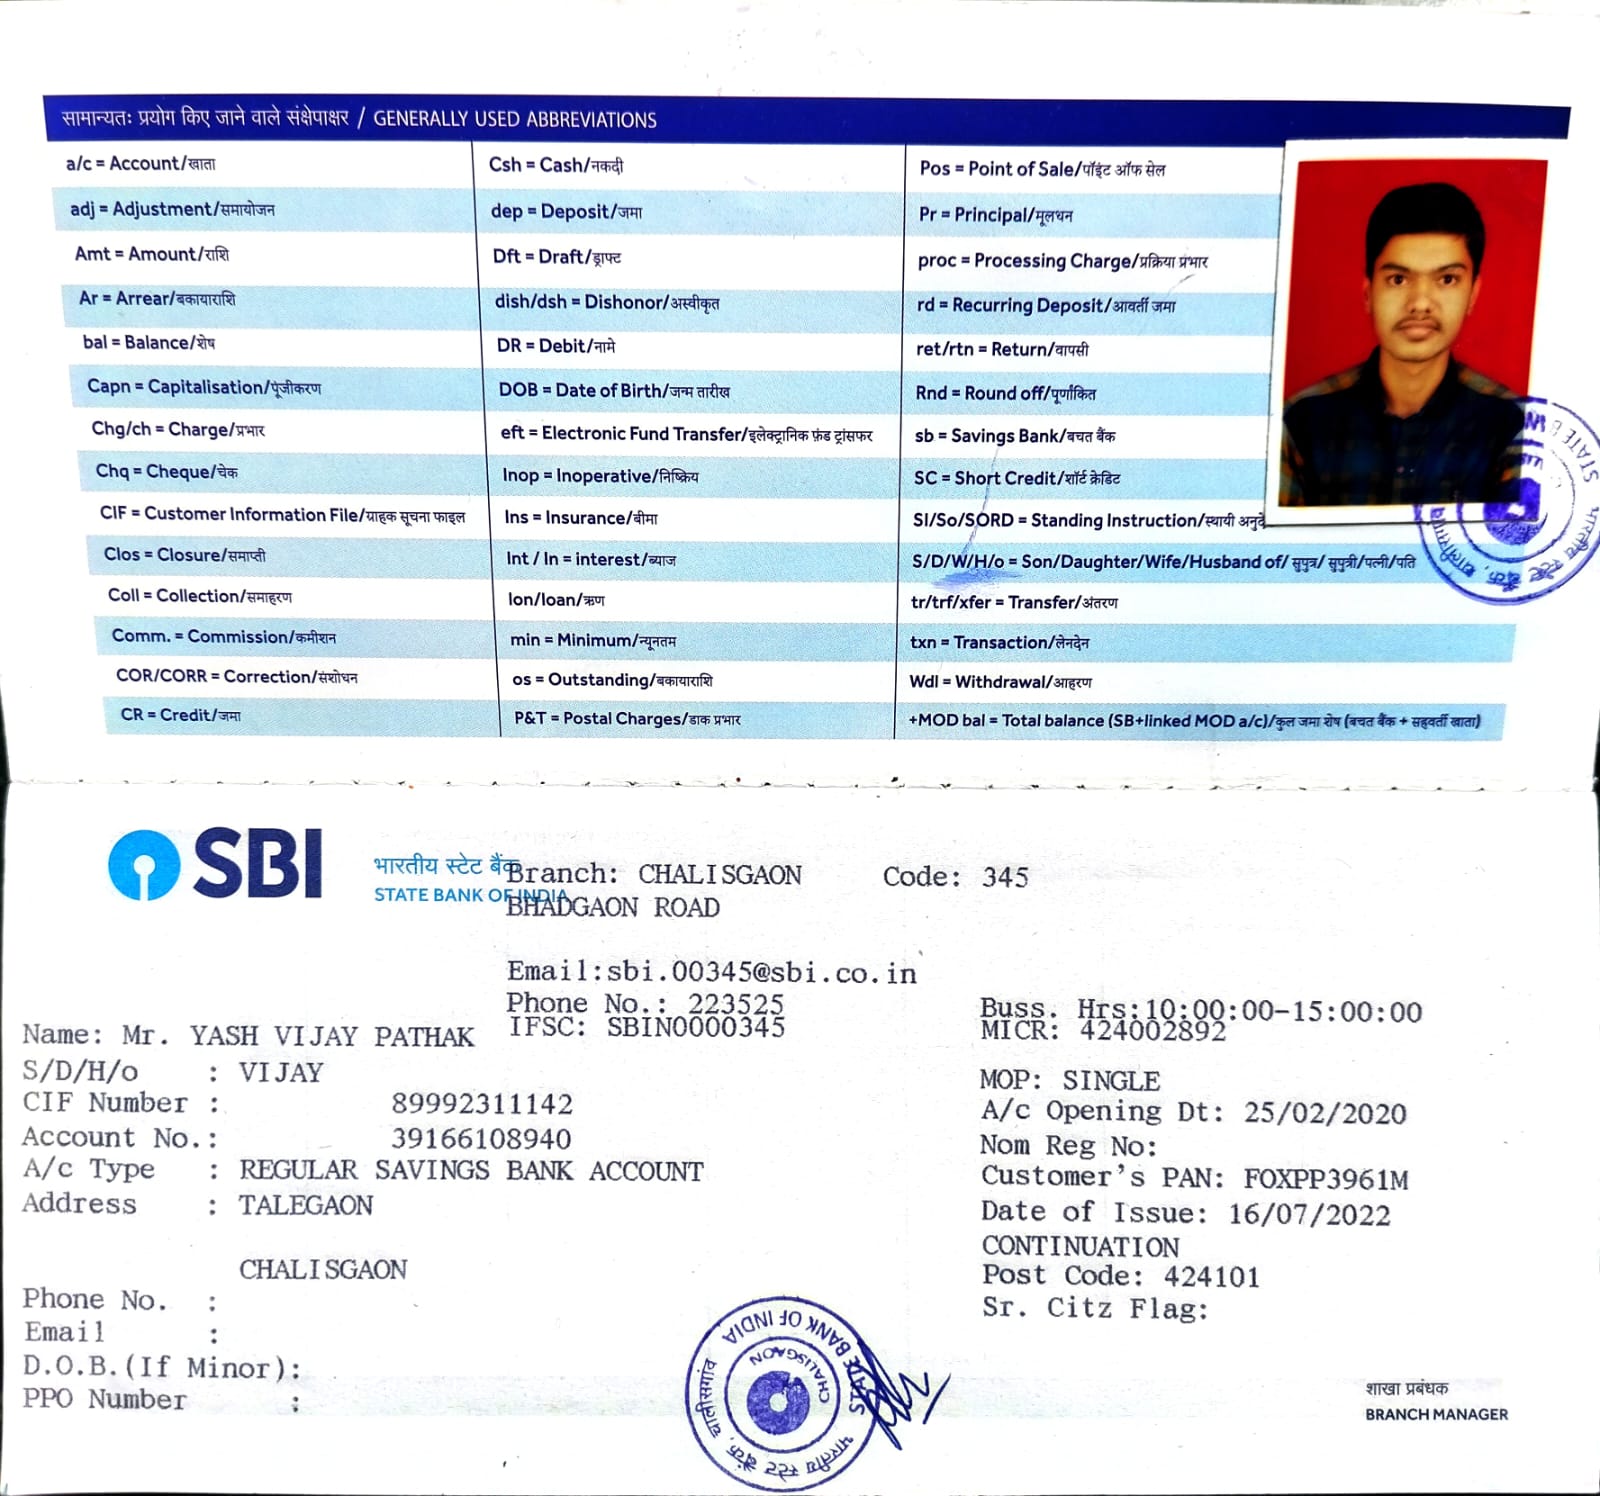 सामान्यतः प्रयोग किए जाने वाले संक्षेपाक्षर / GENERALLY USED ABBREVIATIONS
a/c = Account/खाता
adj = Adjustment/समायोजन
Amt = Amount/राशि
Ar = Arrear/बकायाराशि
bal = Balance/शेष
Capn = Capitalisation/पूंजीकरण
Chg/ch = Charge/प्रभार
Chq = Cheque/चेक
CIF = Customer Information File/ग्राहक सूचना फाइल
Clos = Closure/समाप्ती
Coll = Collection/समाहरण
Comm. = Commission/कमीशन
COR/CORR = Correction/संशोधन
CR = Credit/जमा
Csh = Cash/नकदी
dep = Deposit/जमा
Dft = Draft/ड्राफ्ट
dish/dsh = Dishonor/अस्वीकृत
DR = Debit/नामे
DOB = Date of Birth/जन्म तारीख
eft = Electronic Fund Transfer/इलेक्ट्रानिक फ़ंड ट्रांसफर
Inop = Inoperative/निष्क्रिय
Ins = Insurance/बीमा
Int / In = interest/ब्याज
lon/loan/ऋण
min = Minimum/न्यूनतम
os = Outstanding/बकायाराशि
P&T = Postal Charges/डाक प्रभार
Pos = Point of Sale/पॉइंट ऑफ सेल
Pr = Principal/मूलधन
proc = Processing Charge/प्रक्रिया प्रभार
rd = Recurring Deposit/आवर्ती जमा
ret/rtn = Return/वापसी
Rnd = Round off/पूर्णांकित
sb = Savings Bank/बचत बैंक
SC = Short Credit/शॉर्ट क्रेडिट
SI/So/SORD = Standing Instruction/स्थायी
S/D/W/H/o = Son/Daughter/Wife/Husband of/ सुपुत्र/ सुपुत्री/पत्नी/पति
tr/trf/xfer = Transfer/अंतरण
txn = Transaction/लेनदेन
Wdl = Withdrawal/आहरण
+MOD bal = Total balance (SB+linked MOD a/c)/कुल जमा शेष (बचत बैंक + सहवर्ती खाता)
STATE
भारतीय स्टेट बैंक, चालीसगांव
SBI
भारतीय स्टेट बैंक
STATE BANK OF INDIA
Branch: CHALISGAON Code: 345
BHADGAON ROAD
Email:sbi.00345@sbi.co.in
Phone No.: 223525
IFSC: SBIN0000345
Buss. Hrs:10:00:00-15:00:00
MICR: 424002892
Name: Mr. YASH VIJAY PATHAK
S/D/H/o : VIJAY
CIF Number : 89992311142
Account No.: 39166108940
A/c Type : REGULAR SAVINGS BANK ACCOUNT
Address : TALEGAON
CHALISGAON
Phone No. :
Email :
D.O.B.(If Minor):
PPO Number :
MOP: SINGLE
A/c Opening Dt: 25/02/2020
Nom Reg No:
Customer's PAN: FOXPP3961M
Date of Issue: 16/07/2022
CONTINUATION
Post Code: 424101
Sr. Citz Flag:
STATE BANK OF INDIA
CHALISGAON
भारतीय स्टेट बैंक, चालीसगांव
शाखा प्रबंधक
BRANCH MANAGER